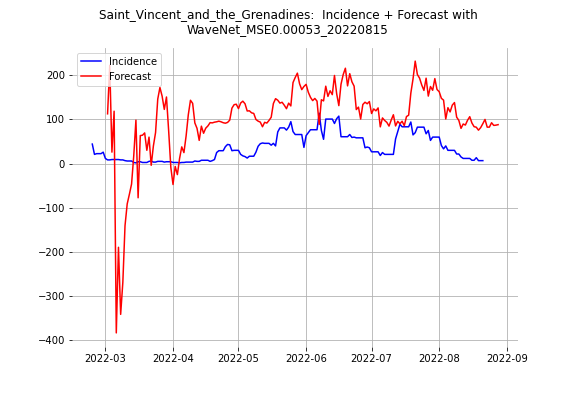 Saint_Vincent_and_the_Grenadines:  Incidence + Forecast with
WaveNet_MSE0.00053_20220815
Incidence
Forecast
200
100
0
−100
−200
−300
−400
2022-03 2022-04 2022-05 2022-06 2022-07 2022-08 2022-09